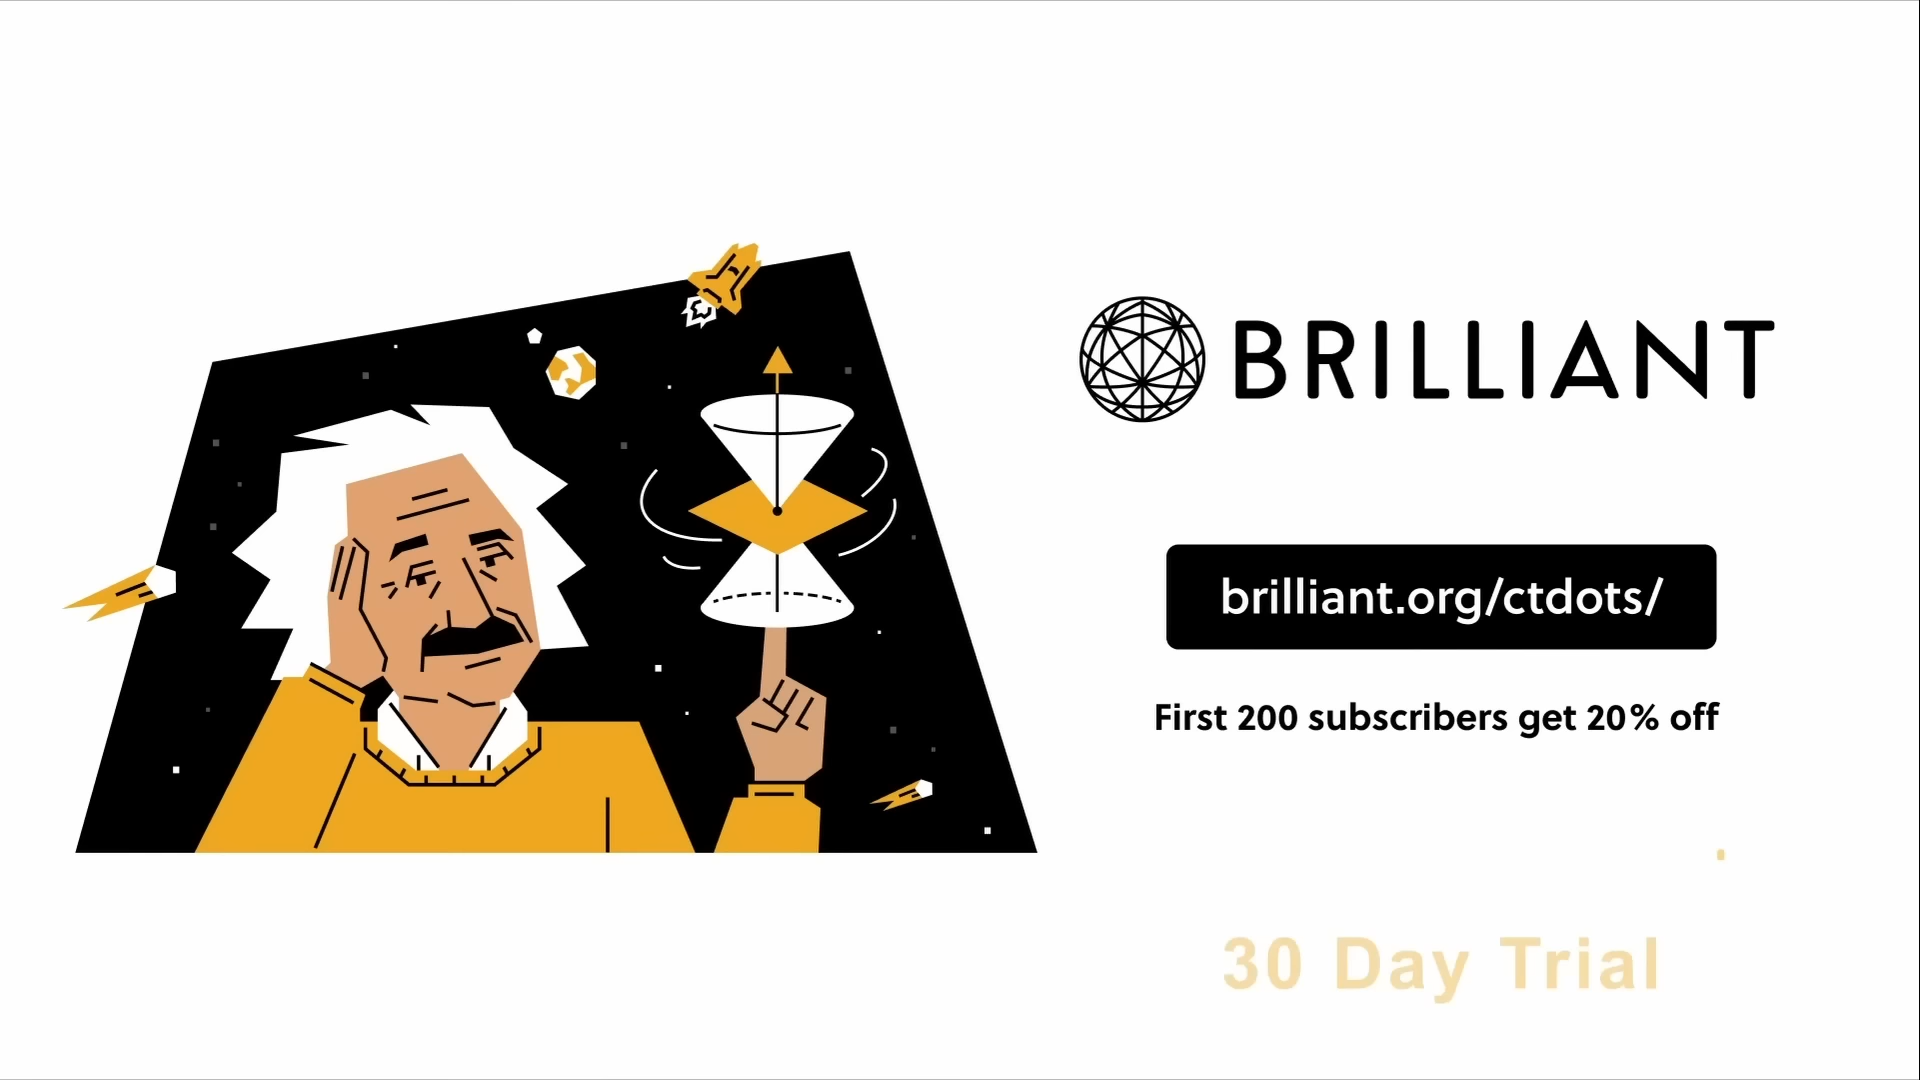 BRILLIANT
brilliant.org/ctdots/
First 200 subscribers get 20% off
30 Day Trial